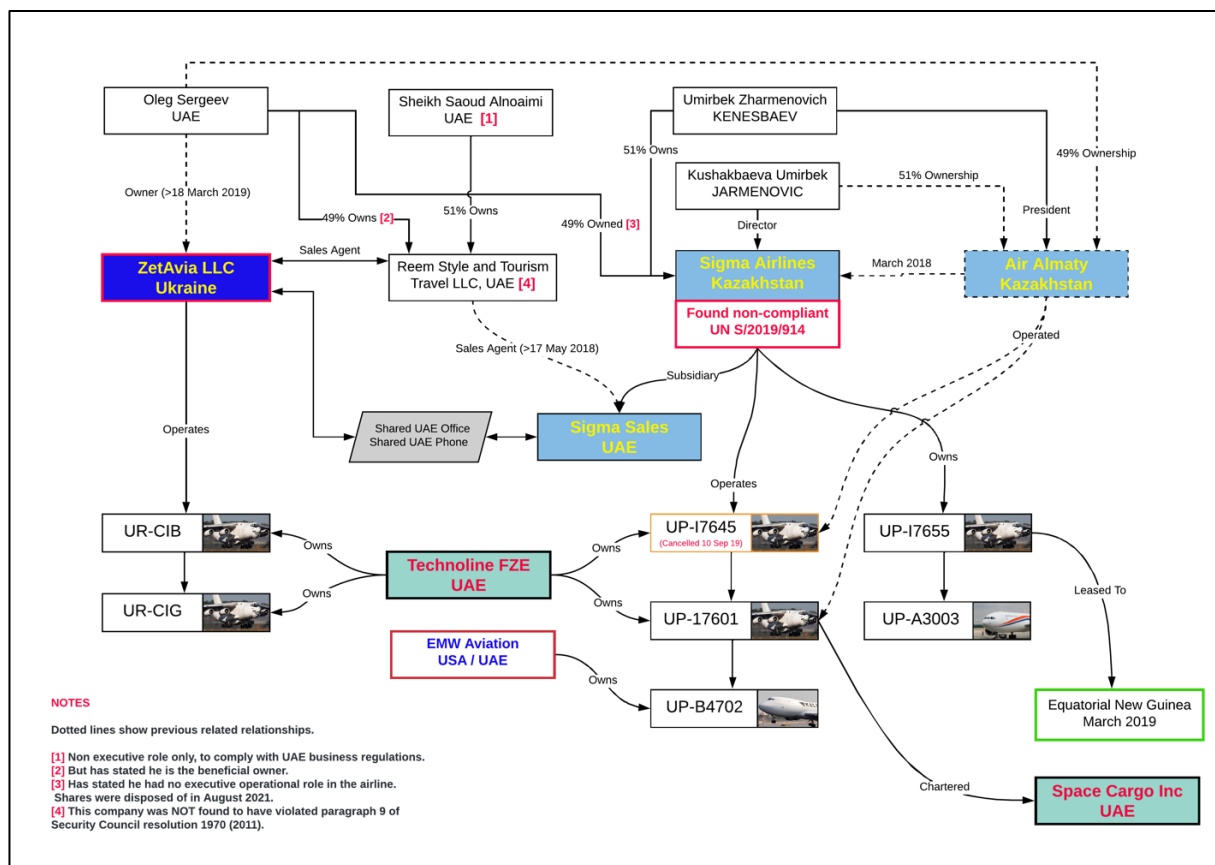 Oleg Sergeev
UAE
Sheikh Saoud Alnoaimi
UAE [1]
Umirbek Zharmenovich
KENESBAEV
51% Owns
49% Ownership
Kushakbaeva Umirbek
JARMENOVIC
51% Ownership
Owner (>18 March 2019)
49% Owns [2]
51% Owns
49% Owned [3]
Director
President
Sales Agent
ZetAvia LLC
Ukraine
Reem Style and Tourism
Travel LLC, UAE [4]
Sigma Airlines
Kazakhstan
March 2018
Air Almaty
Kazakhstan
Found non-compliant
UN S/2019/914
Operated
Sales Agent (>17 May 2018)
Subsidiary
Operates
Shared UAE Office
Shared UAE Phone
Sigma Sales
UAE
Owns
Operates
UR-CIB
Owns
Technoline FZE
UAE
Owns
UP-I7645
(Cancelled 10 Sep 19)
UP-I7655
UR-CIG
Owns
Owns
UP-17601
UP-A3003
Leased To
EMW Aviation
USA / UAE
Owns
UP-B4702
Equatorial New Guinea
March 2019
Chartered
Space Cargo Inc
UAE
NOTES
Dotted lines show previous related relationships.
[1] Non executive role only, to comply with UAE business regulations.
[2] But has stated he is the beneficial owner.
[3] Has stated he had no executive operational role in the airline.
Shares were disposed of in August 2021.
[4] This company was NOT found to have violated paragraph 9 of
Security Council resolution 1970 (2011).